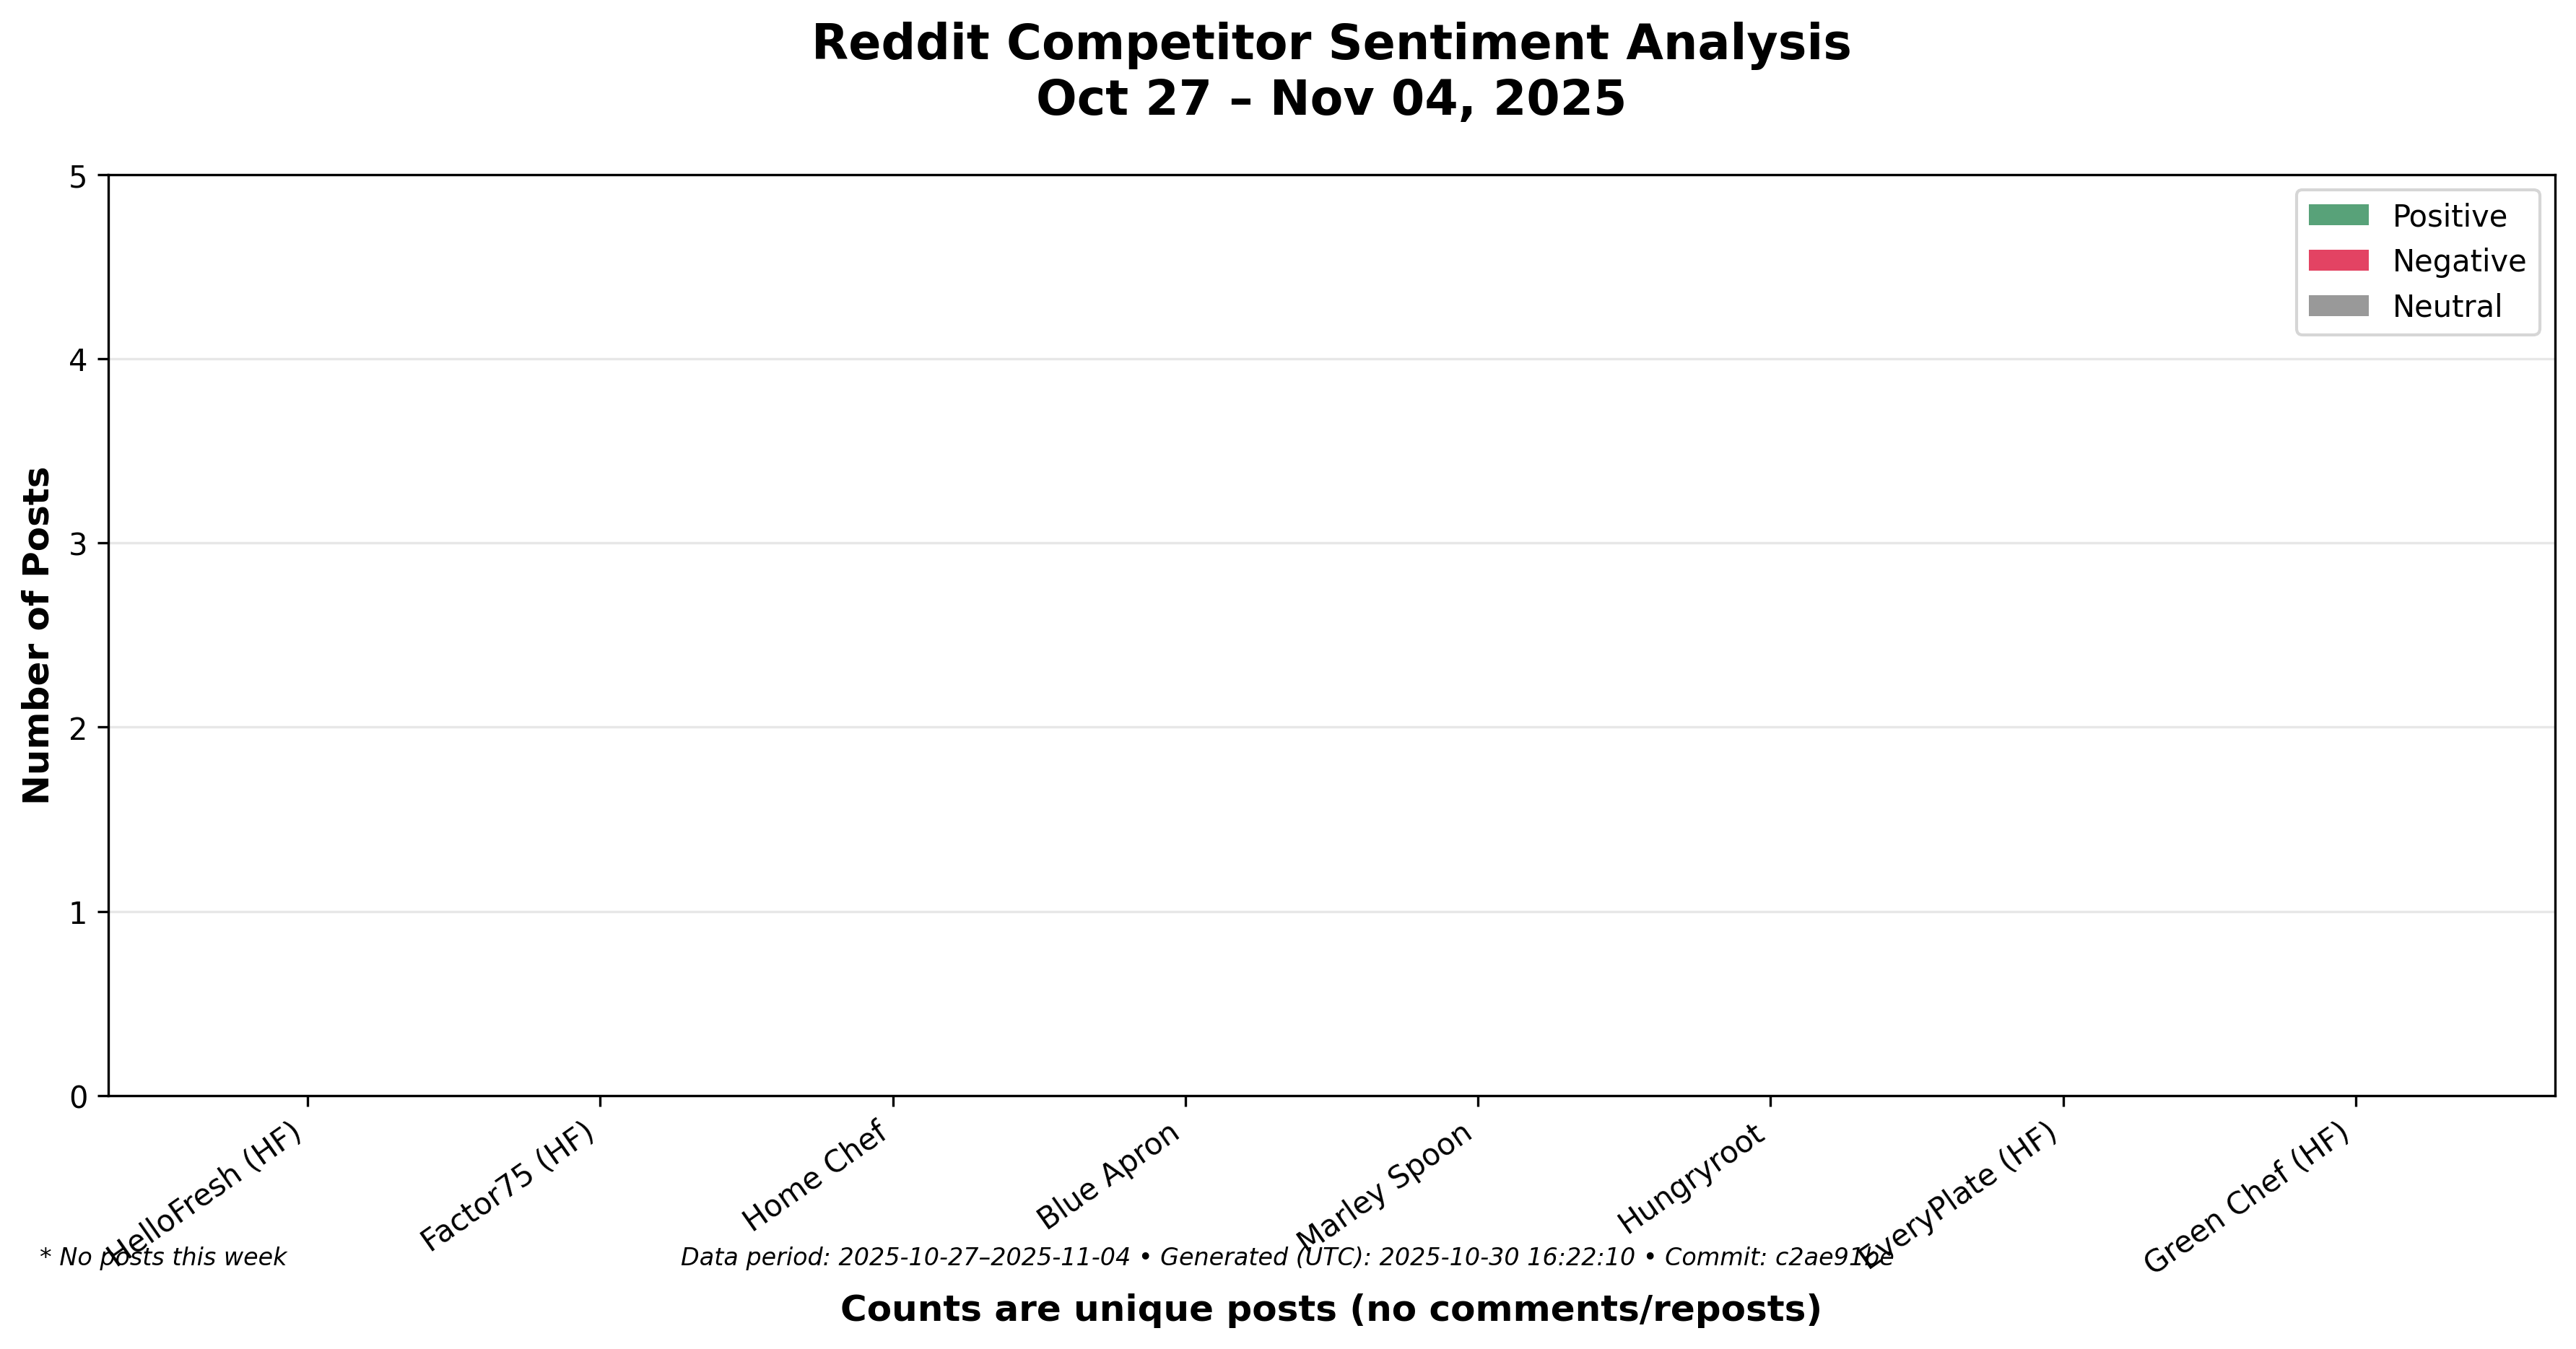 Reddit Competitor Sentiment Analysis
Oct 27 – Nov 04, 2025
Positive
Negative
Neutral
Number of Posts
5
4
3
2
1
0
HelloFresh (HF)
Factor75 (HF)
Home Chef
Blue Apron
Marley Spoon
Hungryroot
EveryPlate (HF)
Green Chef (HF)
* No posts this week
Data period: 2025-10-27–2025-11-04 • Generated (UTC): 2025-10-30 16:22:10 • Commit:
Counts are unique posts (no comments/reposts)